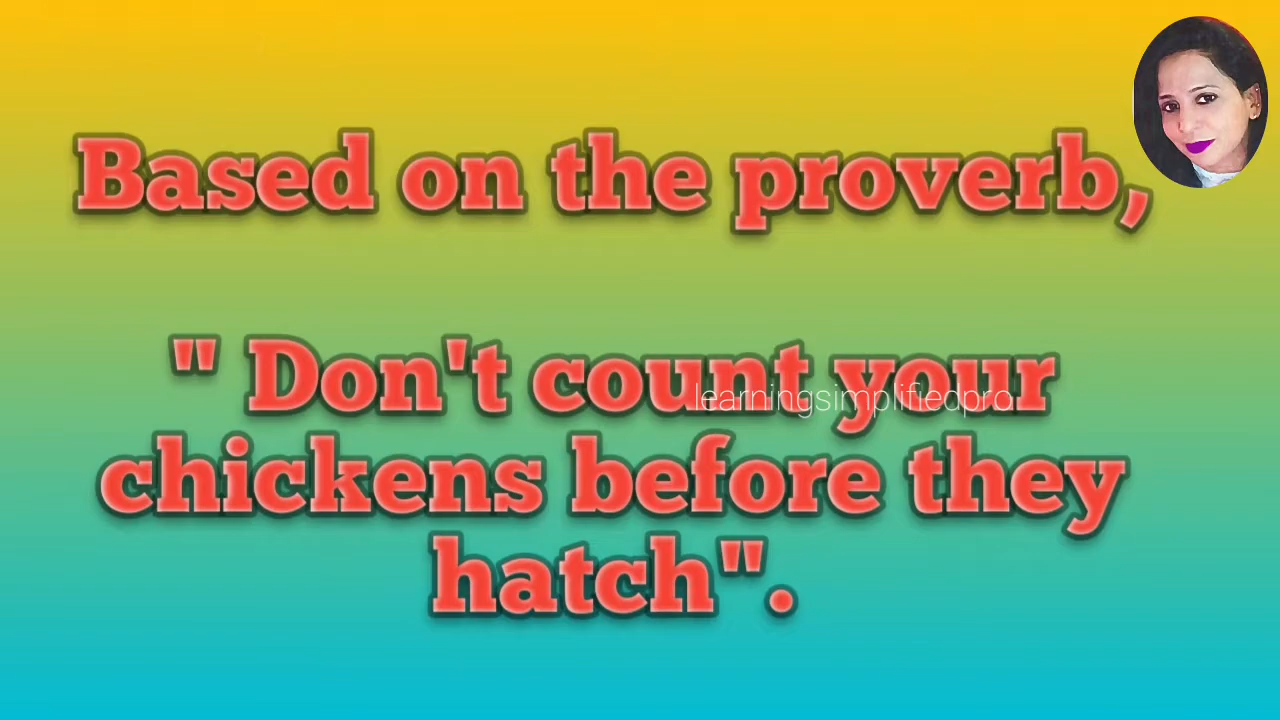 Based on the proverb,
" Don't count your
learningsimplifiedpro
chickens before they
hatch".